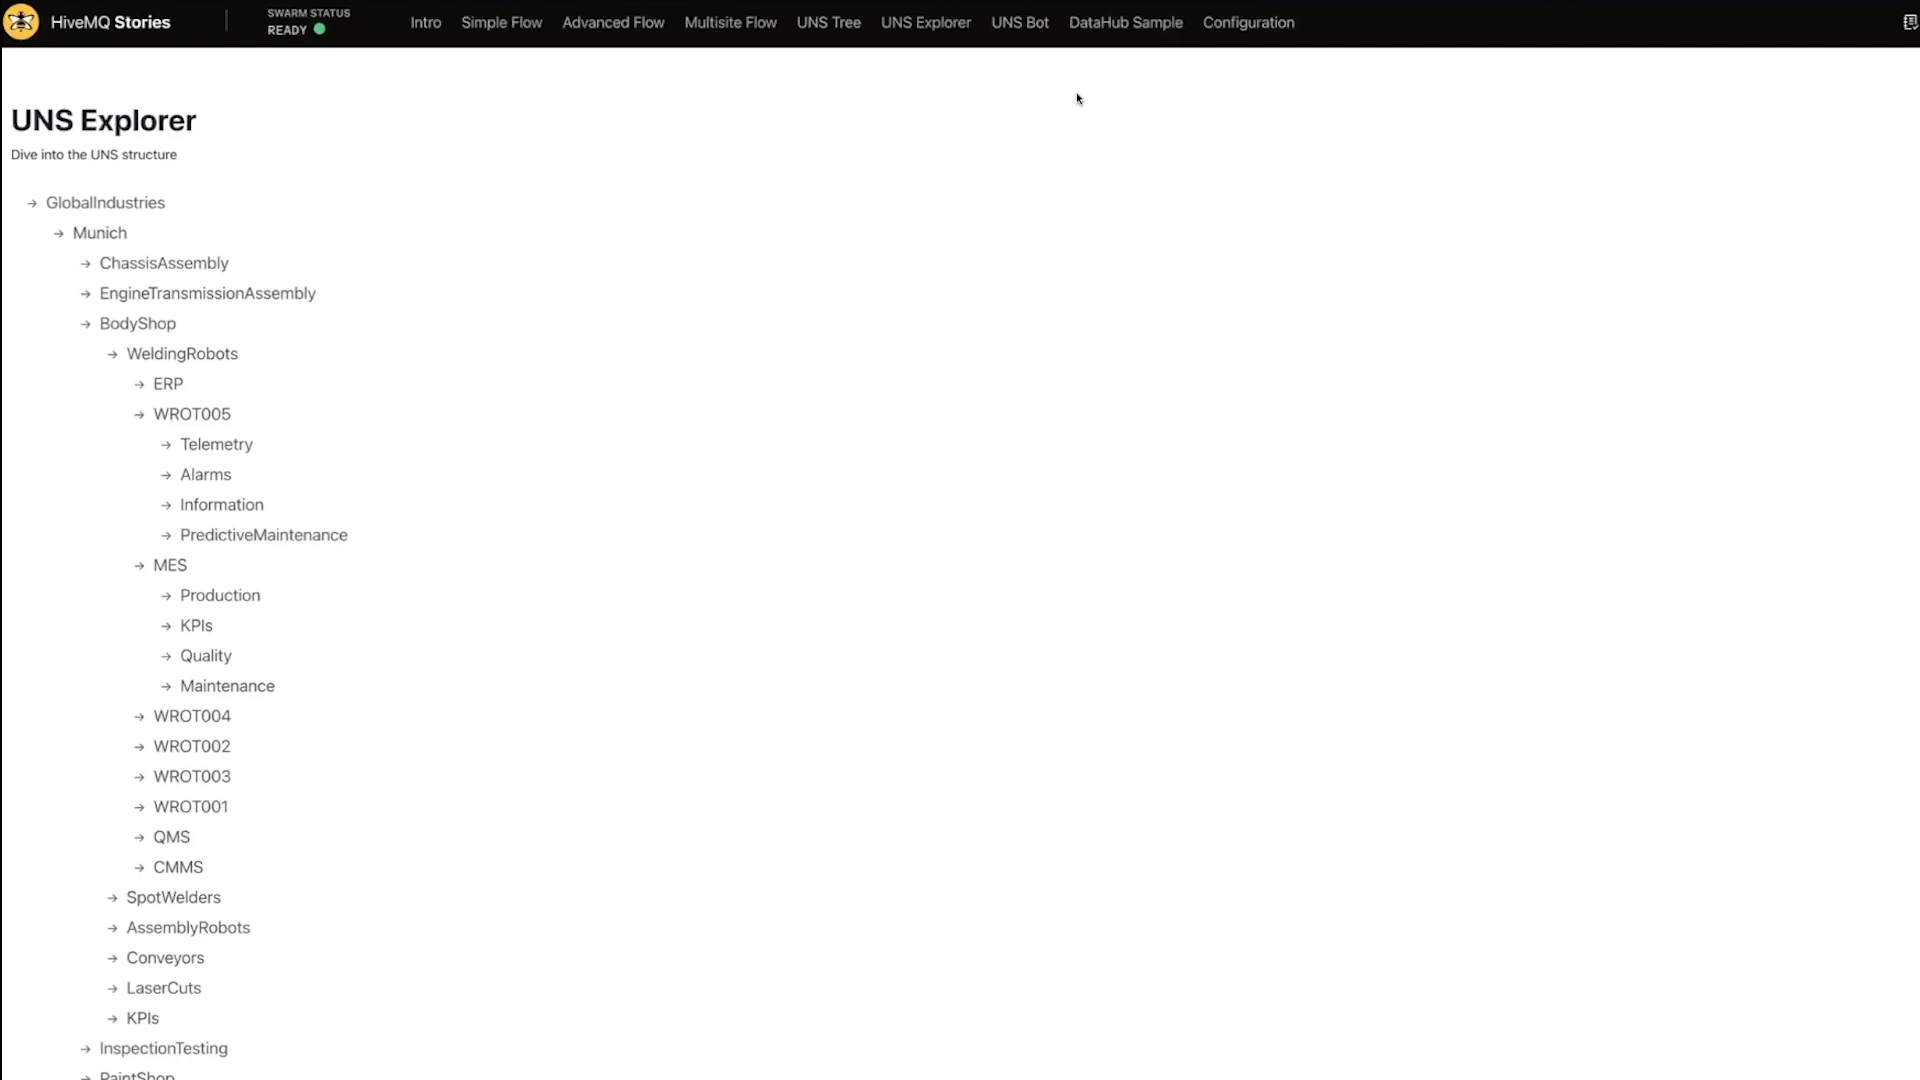 HiveMQ Stories
SWARM STATUS
READY
Intro
Simple Flow
Advanced Flow
Multisite Flow
UNS Tree
UNS Explorer
UNS Bot
DataHub Sample
Configuration
UNS Explorer
Dive into the UNS structure
GlobalIndustries
Munich
ChassisAssembly
EngineTransmissionAssembly
BodyShop
WeldingRobots
ERP
WROT005
Telemetry
Alarms
Information
PredictiveMaintenance
MES
Production
KPIs
Quality
Maintenance
WROT004
WROT002
WROT003
WROT001
QMS
CMMS
SpotWelders
AssemblyRobots
Conveyors
LaserCuts
KPIs
InspectionTesting
PaintShop